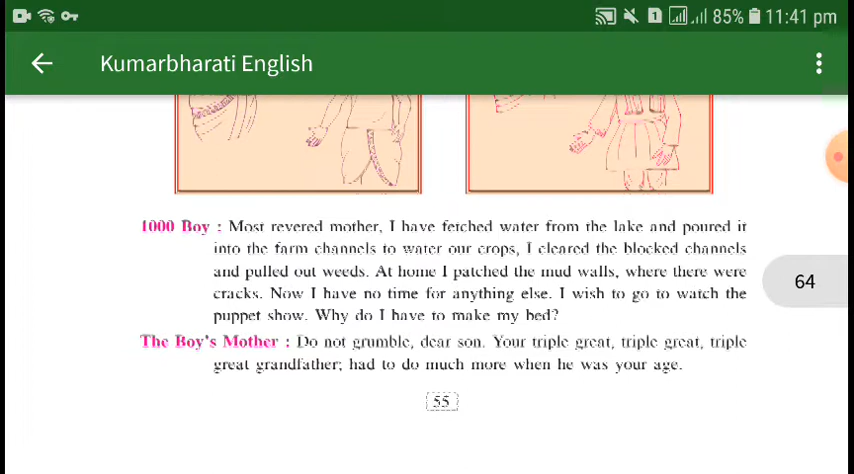 1 85% 11:41 pm
Kumarbharati English
1000 Boy : Most revered mother, I have fetched water from the lake and poured it
into the farm channels to water our crops, I cleared the blocked channels
and pulled out weeds. At home I patched the mud walls, where there were
cracks. Now I have no time for anything else. I wish to go to watch the
puppet show. Why do I have to make my bed?
64
The Boy's Mother : Do not grumble, dear son. Your triple great, triple great, triple
great grandfather; had to do much more when he was your age.
55